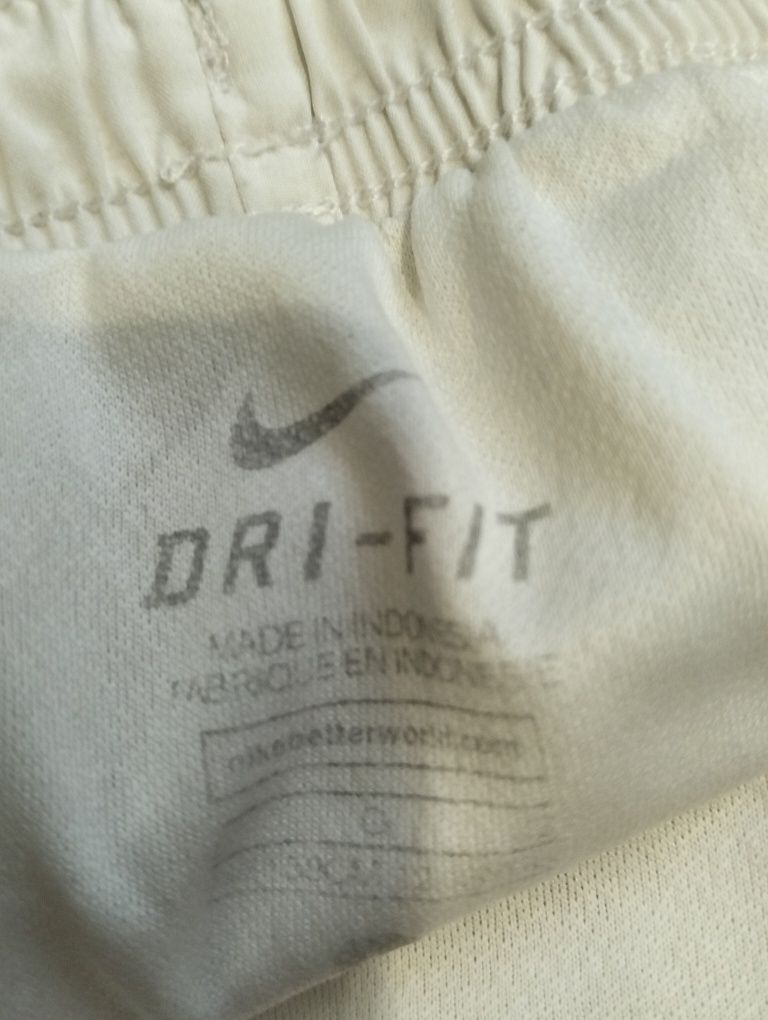 DRI-FIT
MADE IN INDONESIA
FABRIQUE EN INDONESIE
nikebetterworld.com